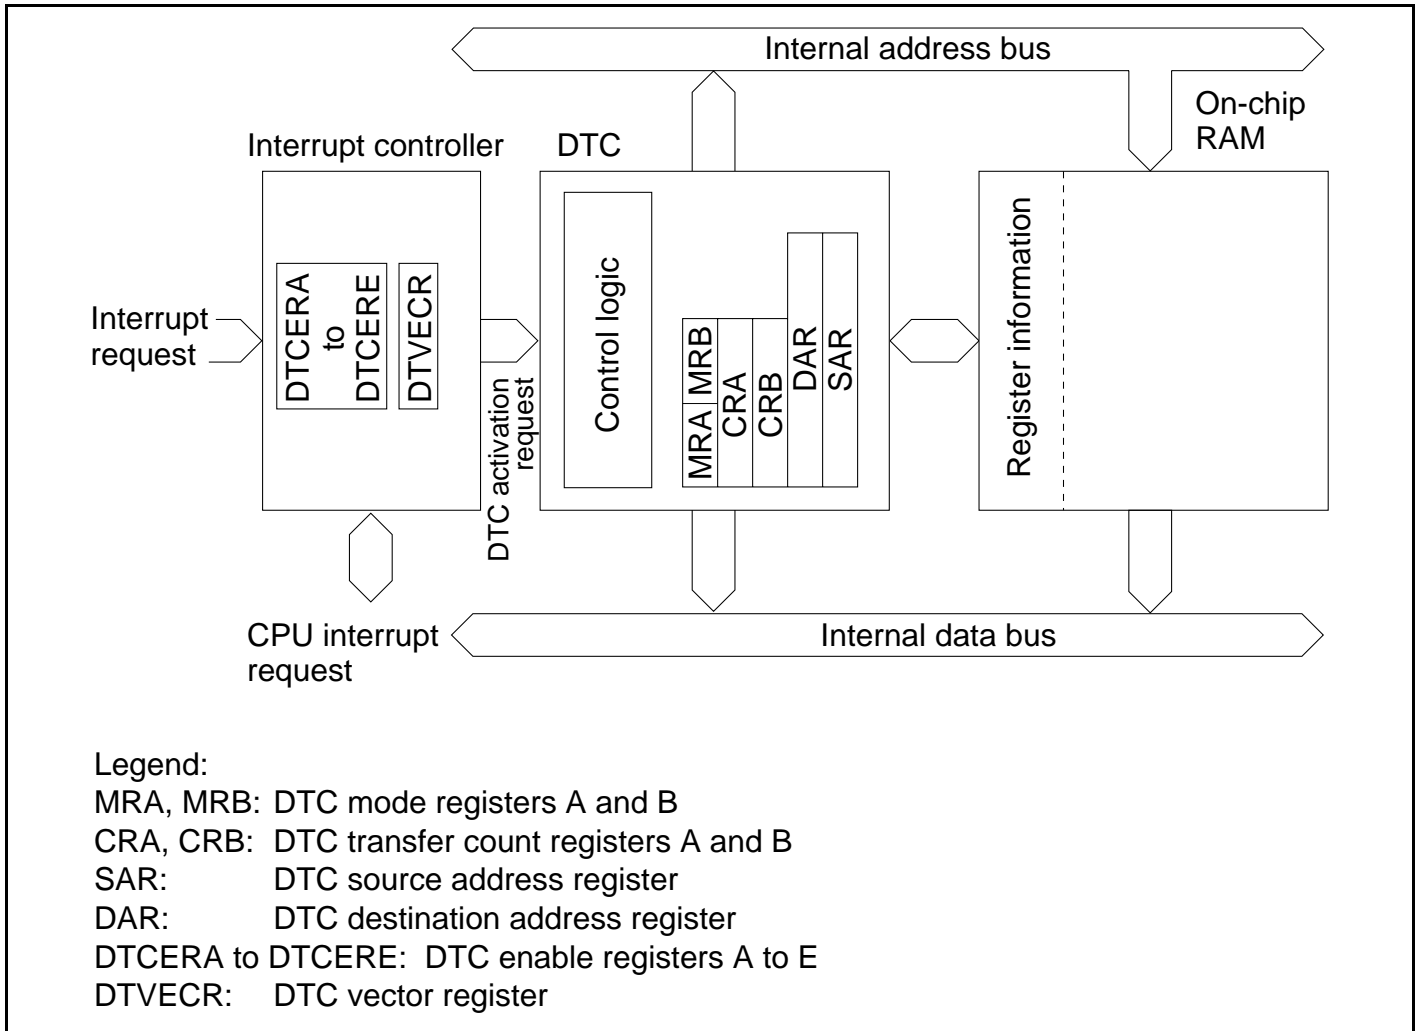 Internal address bus
On-chip
RAM
Interrupt controller
DTC
Interrupt
request
DTCERA
to
DTCERE
DTVECR
DTC activation
request
Control logic
MRA
MRB
CRA
CRB
DAR
SAR
Register information
CPU interrupt
request
Internal data bus
Legend:
MRA, MRB: DTC mode registers A and B
CRA, CRB: DTC transfer count registers A and B
SAR: DTC source address register
DAR: DTC destination address register
DTCERA to DTCERE: DTC enable registers A to E
DTVECR: DTC vector register